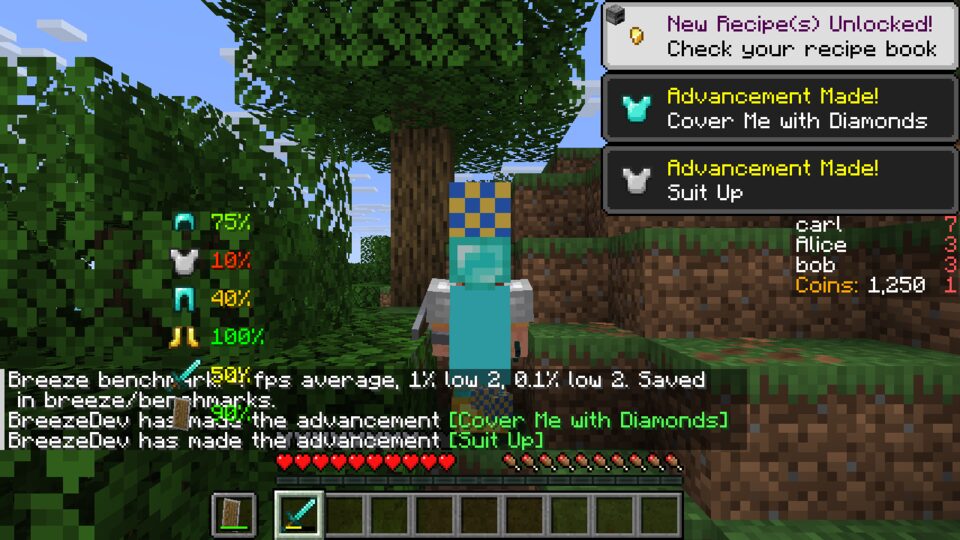 New Recipe(s) Unlocked!
Check your recipe book
Advancement Made!
Cover Me with Diamonds
Advancement Made!
Suit Up
carl 7
Alice 3
bob 3
Coins: 1,250 1
75%
10%
40%
100%
50%
90%
Breeze fps average, 1% low 2, 0.1% low 2. Saved
in breeze/benchmarks.
BreezeDev has made the advancement [Cover Me with Diamonds]
BreezeDev has made the advancement [Suit Up]